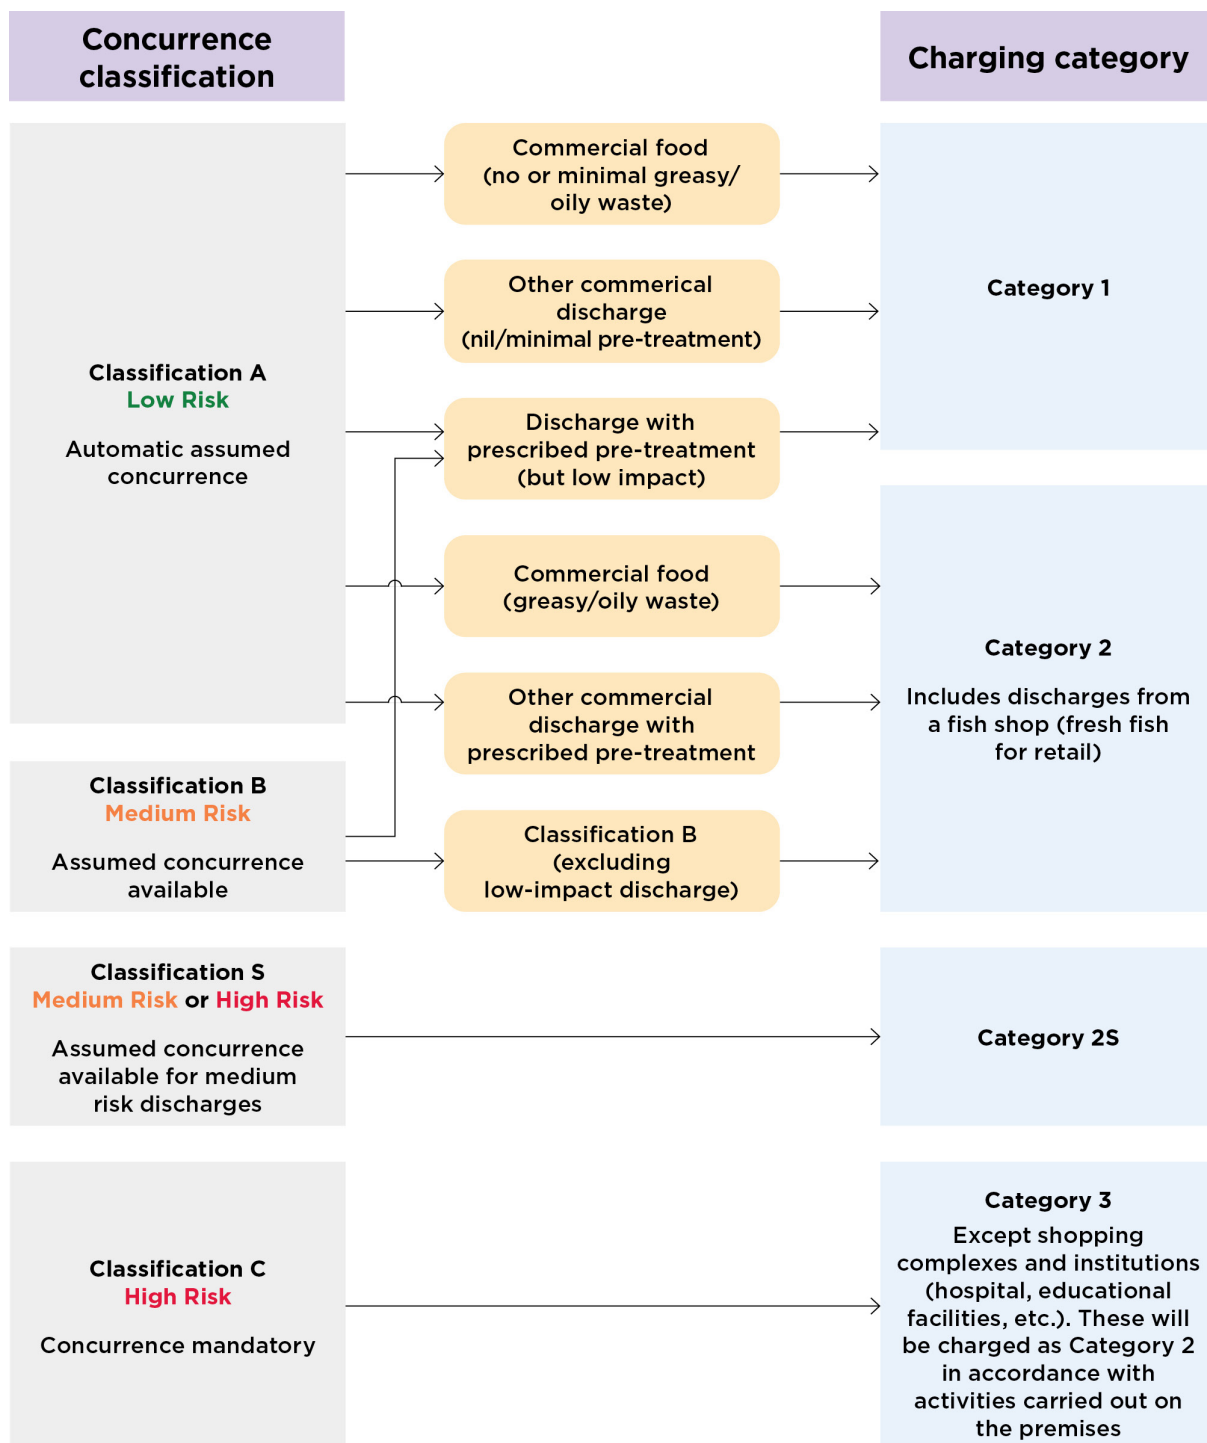 Concurrence
classification
Charging category
Classification A
Low Risk
Automatic assumed
concurrence
Commercial food
(no or minimal greasy/
oily waste)
Other commerical
discharge
(nil/minimal pre-treatment)
Discharge with
prescribed pre-treatment
(but low impact)
Category 1
Commercial food
(greasy/oily waste)
Other commercial
discharge with
prescribed pre-treatment
Category 2
Includes discharges from
a fish shop (fresh fish
for retail)
Classification B
Medium Risk
Assumed concurrence
available
Classification B
(excluding
low-impact discharge)
Classification S
Medium Risk or High Risk
Assumed concurrence
available for medium
risk discharges
Category 2S
Classification C
High Risk
Concurrence mandatory
Category 3
Except shopping
complexes and institutions
(hospital, educational
facilities, etc.). These will
be charged as Category 2
in accordance with
activities carried out on
the premises